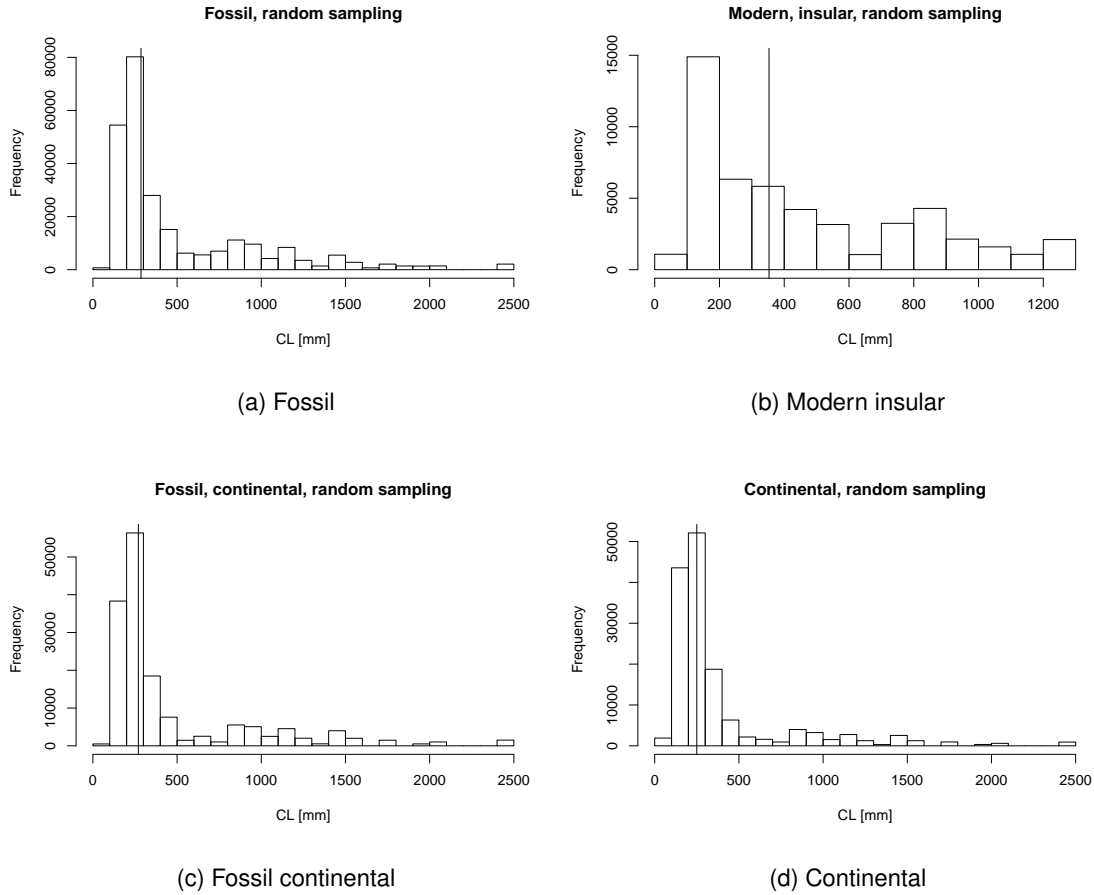 Fossil, random sampling
Frequency
0 20000 40000 60000 80000
0 500 1000 1500 2000 2500
CL [mm]
(a) Fossil
Modern, insular, random sampling
Frequency
0 5000 10000 15000
0 200 400 600 800 1000 1200
CL [mm]
(b) Modern insular
Fossil, continental, random sampling
Frequency
0 10000 30000 50000
0 500 1000 1500 2000 2500
CL [mm]
(c) Fossil continental
Continental, random sampling
Frequency
0 10000 30000 50000
0 500 1000 1500 2000 2500
CL [mm]
(d) Continental